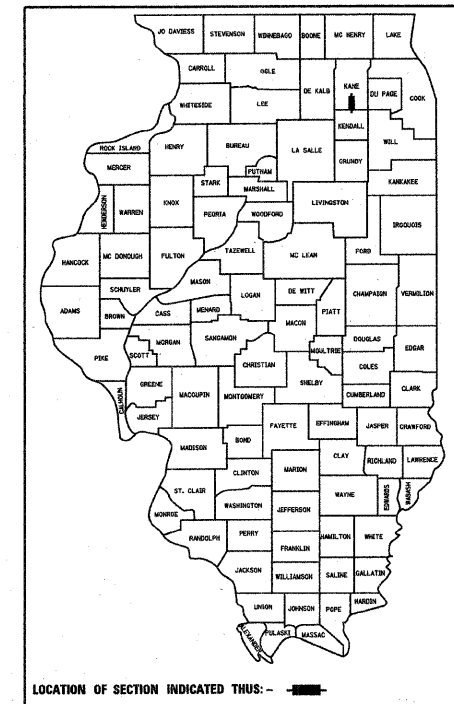 JO DAVIESS STEVENSON WINNEBAGO BOONE MC HENRY LAKE
CARROLL OGLE
DE KALB KANE DU PAGE COOK
WHITESIDE LEE
KENDALL WILL
HENRY BUREAU LA SALLE GRUNDY
ROCK ISLAND
PUTNAM
MERCER KANKAKEE
STARK MARSHALL
HENDERSON WARREN KNOX LIVINGSTON
PEORIA WOODFORD IROQUOIS
TAZEWELL FORD
HANCOCK MC DONOUGH FULTON MC LEAN
MASON
SCHUYLER LOGAN DE WITT CHAMPAIGN VERMILION
ADAMS BROWN CASS MENARD PIATT
MACON
MORGAN SANGAMON DOUGLAS
PIKE SCOTT MOULTRIE EDGAR
CHRISTIAN COLES
GREENE SHELBY
CALHOUN MACOUPIN MONTGOMERY CUMBERLAND CLARK
JERSEY
FAYETTE EFFINGHAM JASPER CRAWFORD
MADISON BOND CLAY
MARION RICHLAND LAWRENCE
CLINTON
ST. CLAIR WAYNE EDWARDS WABASH
WASHINGTON JEFFERSON
MONROE
RANDOLPH PERRY HAMILTON WHITE
FRANKLIN
JACKSON SALINE GALLATIN
WILLIAMSON
HARDIN
UNION JOHNSON POPE
ALEXANDER PULASKI MASSAC
LOCATION OF SECTION INDICATED THUS: -